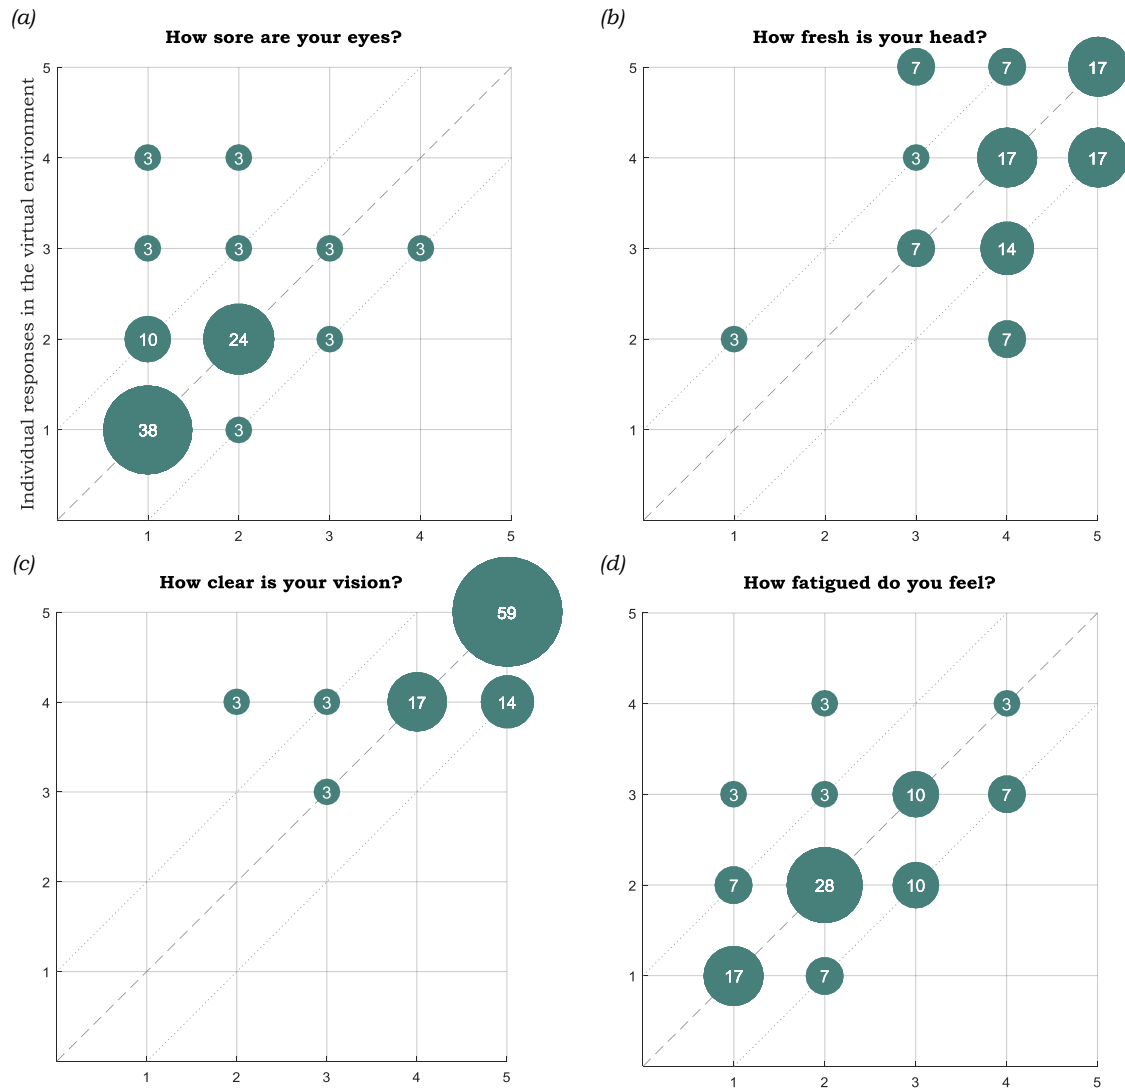 (a)
How sore are your eyes?
Individual responses in the virtual environment
5
4
3
2
1
3 3
3 3 3 3
10 24 3
38 3
1 2 3 4 5
(b)
How fresh is your head?
5
4
3
2
1
7 7 17
3 17 17
7 14
3 7
1 2 3 4 5
(c)
How clear is your vision?
5
4
3
2
1
59
3 3 17 14
3
1 2 3 4 5
(d)
How fatigued do you feel?
5
4
3
2
1
3 3
3 3 10 7
7 28 10
17 7
1 2 3 4 5